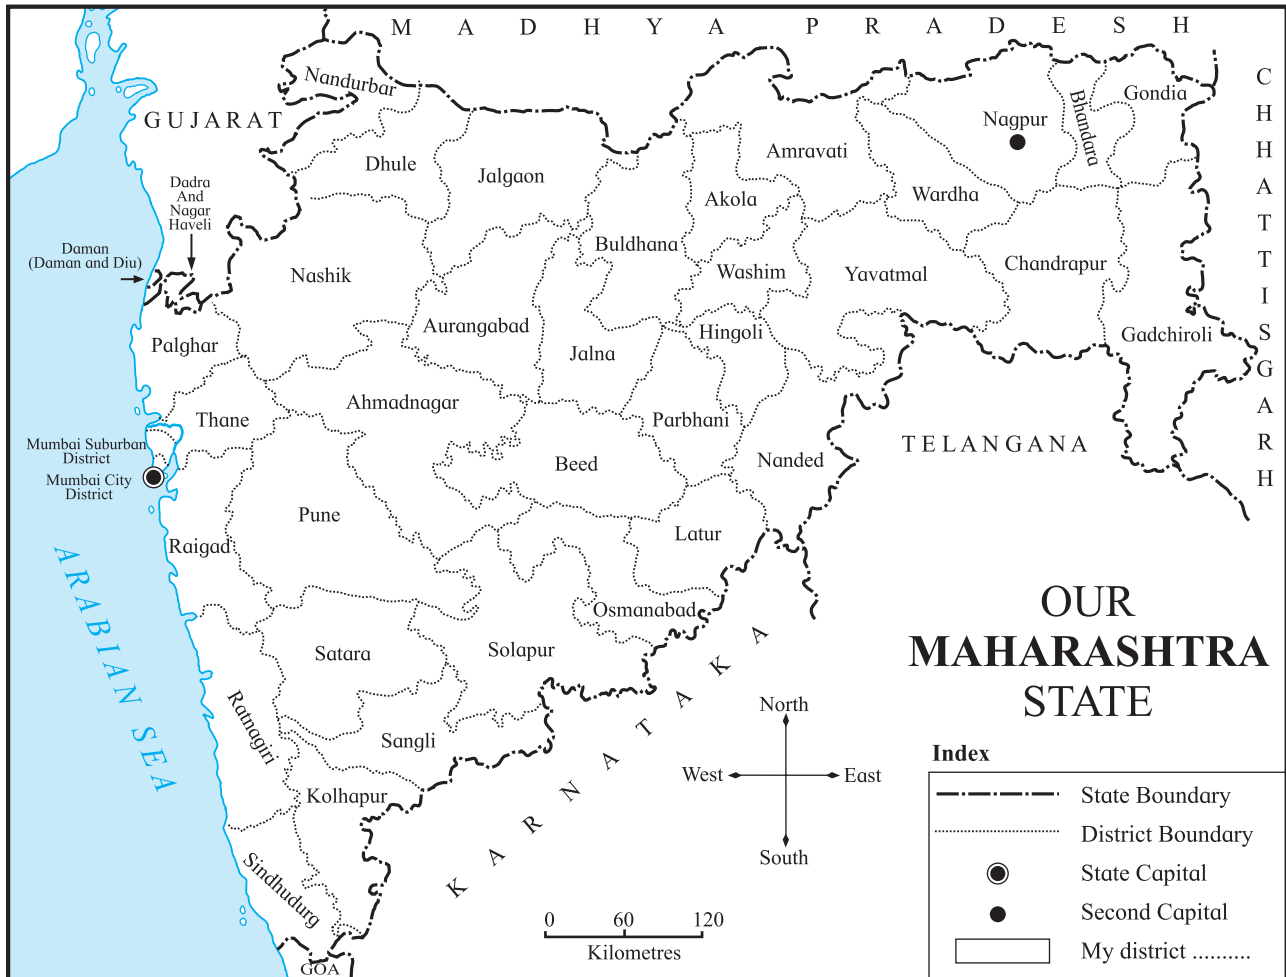 MADHYA PRADESH
CHHATTISGARH
GUJARAT
Nandurbar
Dhule
Jalgaon
Amravati
Nagpur
Bhandara
Gondia
Dadra
And
Nagar
Haveli
Akola
Wardha
Daman
(Daman and Diu)
Nashik
Buldhana
Washim
Yavatmal
Chandrapur
Palghar
Aurangabad
Jalna
Hingoli
Gadchiroli
Thane
Ahmadnagar
Parbhani
Mumbai Suburban
District
Mumbai City
District
Beed
Nanded
TELANGANA
Pune
Raigad
Latur
ARABIAN SEA
Osmanabad
Satara
Solapur
Ratnagiri
Sangli
Kolhapur
Sindhudurg
GOA
KARNATAKA
North
West
East
South
0 60 120
Kilometres
OUR
MAHARASHTRA
STATE
Index
State Boundary
District Boundary
State Capital
Second Capital
My district ..........